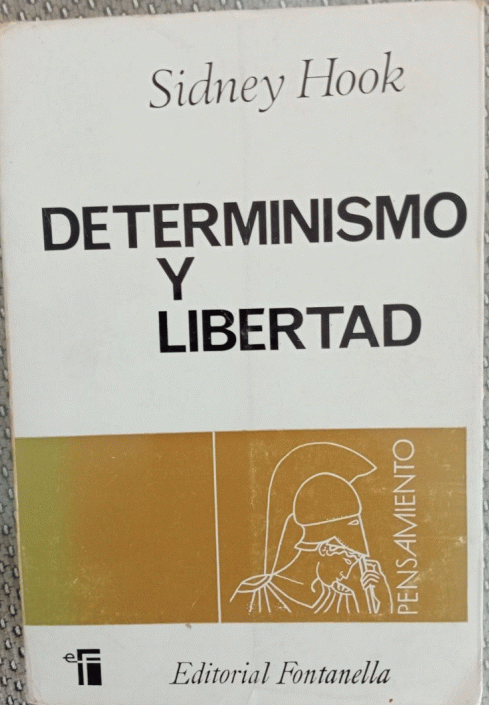 Sidney Hook
DETERMINISMO
Y
LIBERTAD
PENSAMIENTO
Editorial Fontanella